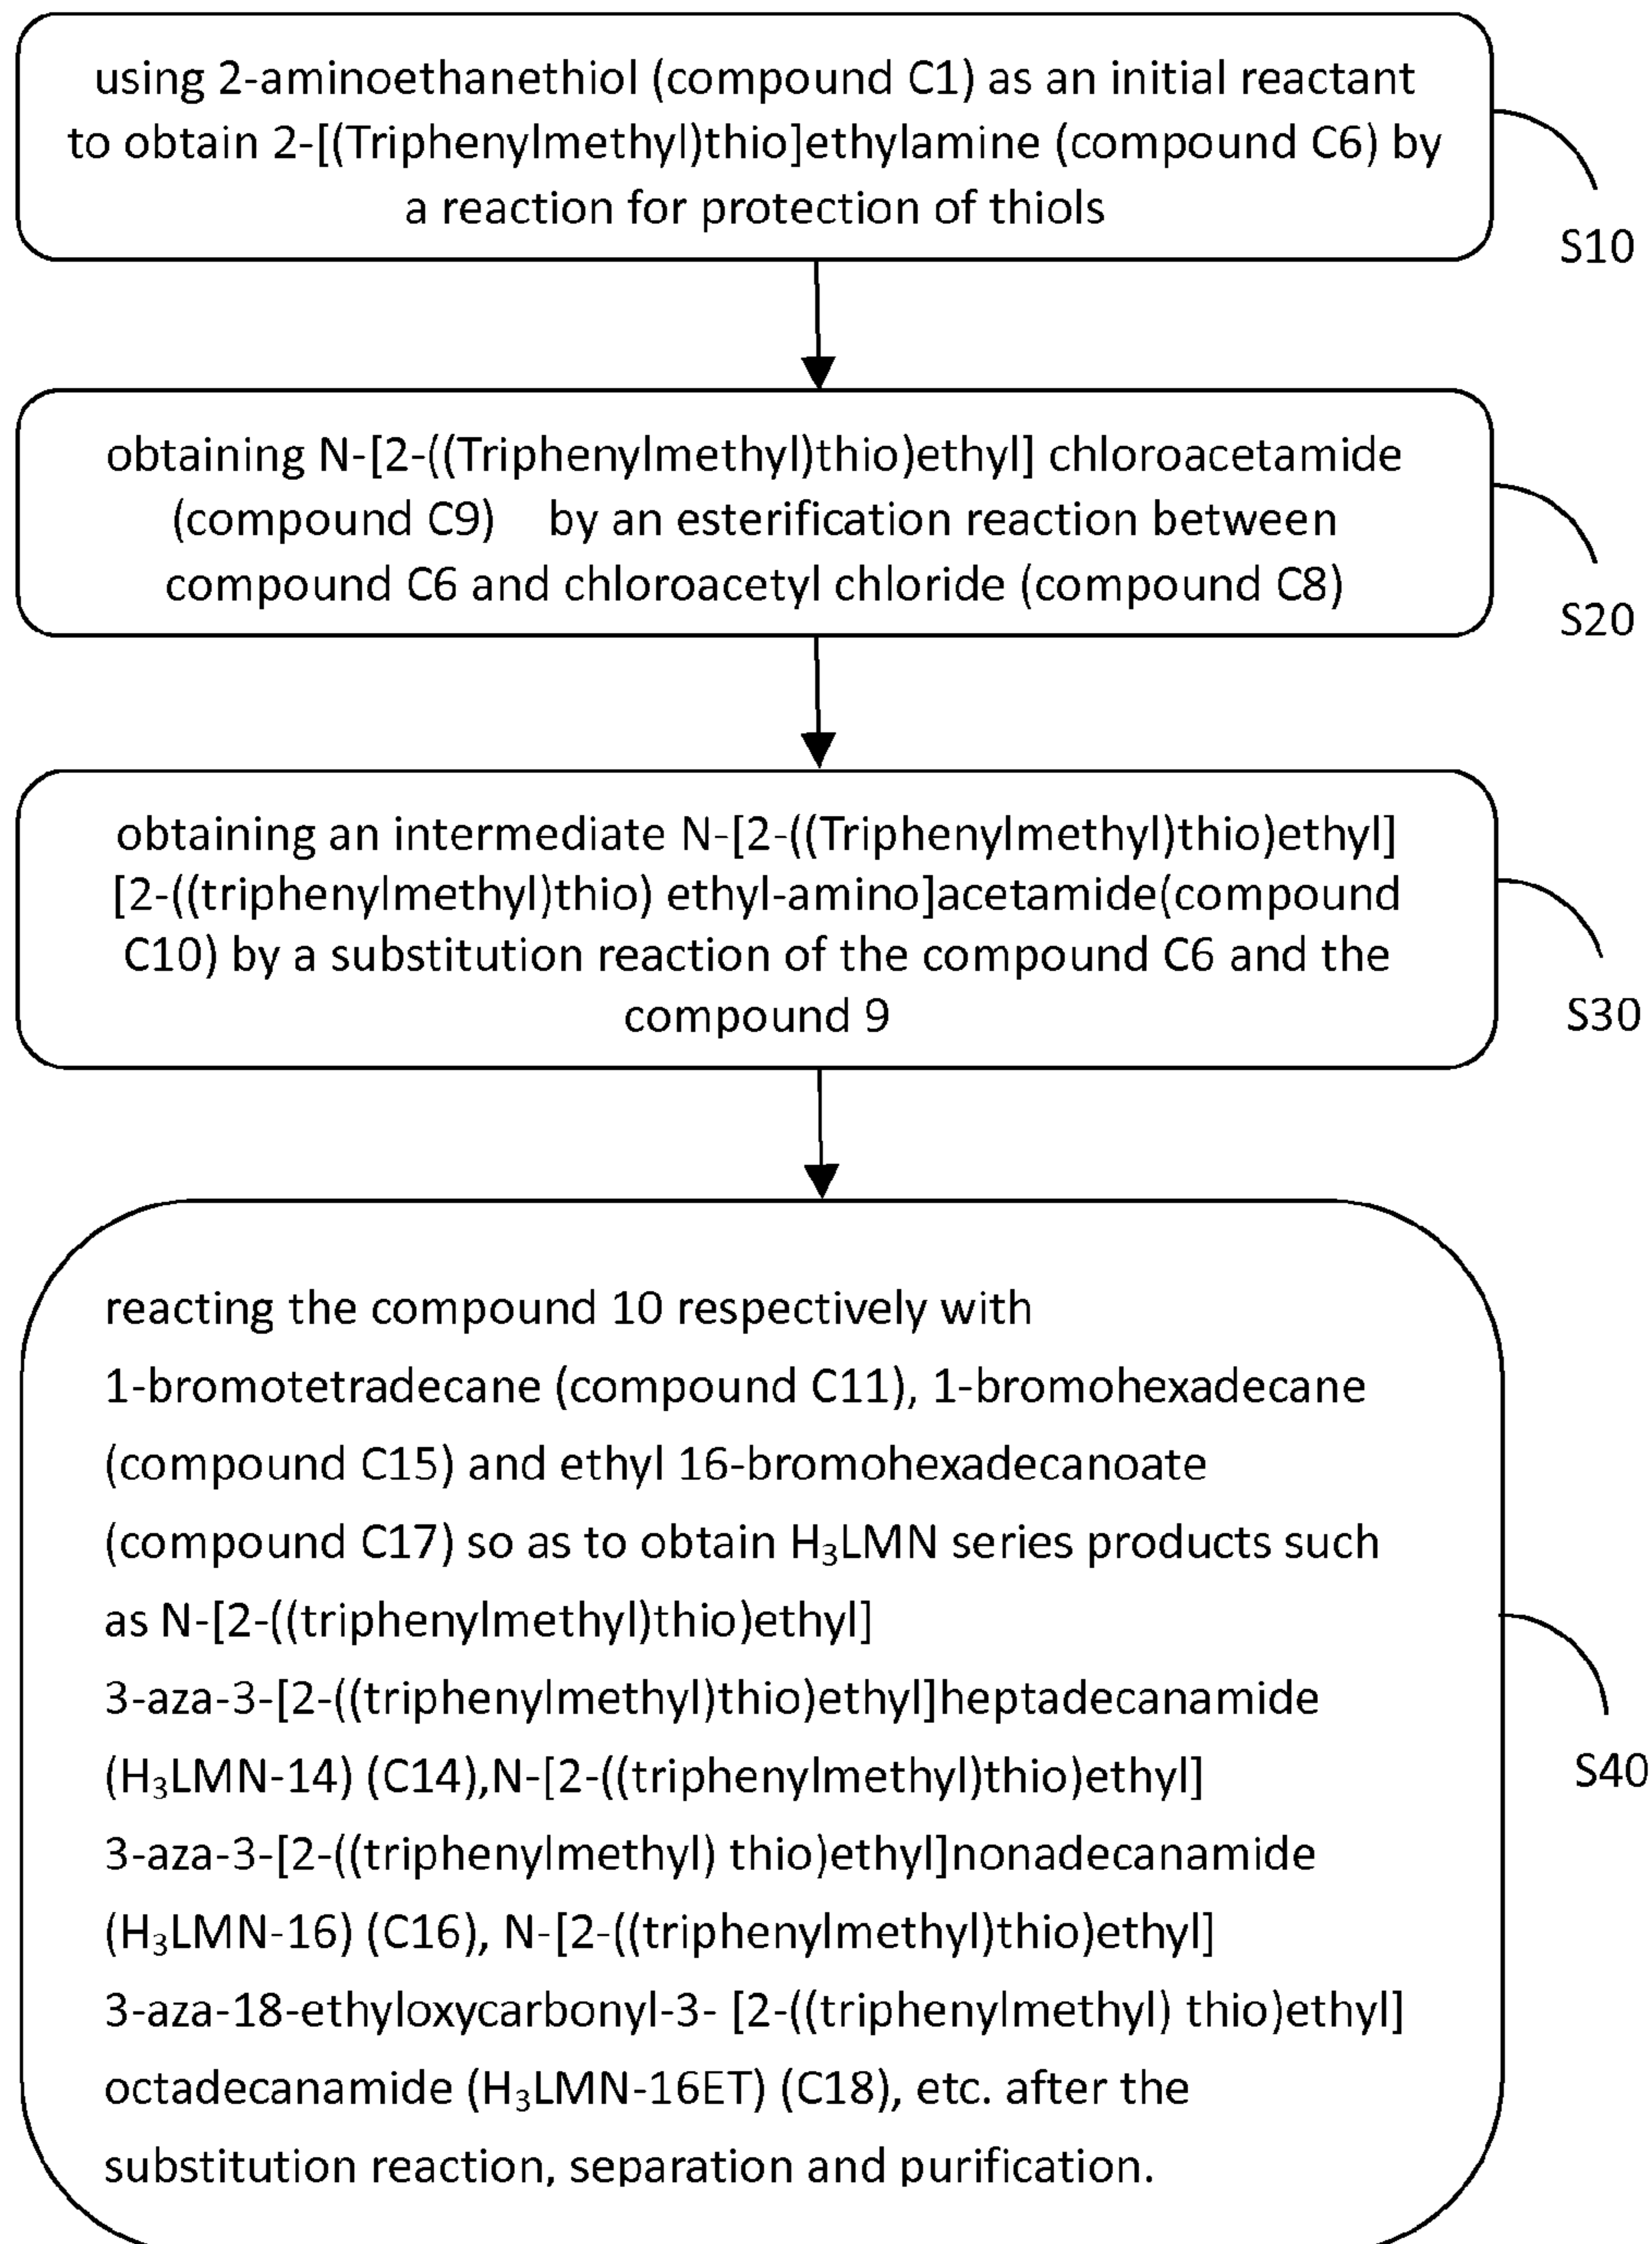 using 2-aminoethanethiol (compound C1) as an initial reactant
to obtain 2-[(Triphenylmethyl)thio]ethylamine (compound C6) by
a reaction for protection of thiols
S10
obtaining N-[2-((Triphenylmethyl)thio)ethyl] chloroacetamide
(compound C9) by an esterification reaction between
compound C6 and chloroacetyl chloride (compound C8)
S20
obtaining an intermediate N-[2-((Triphenylmethyl)thio)ethyl]
[2-((triphenylmethyl)thio) ethyl-amino]acetamide(compound
C10) by a substitution reaction of the compound C6 and the
compound 9
S30
reacting the compound 10 respectively with
1-bromotetradecane (compound C11), 1-bromohexadecane
(compound C15) and ethyl 16-bromohexadecanoate
(compound C17) so as to obtain H₃LMN series products such
as N-[2-((triphenylmethyl)thio)ethyl]
3-aza-3-[2-((triphenylmethyl)thio)ethyl]heptadecanamide
(H₃LMN-14) (C14),N-[2-((triphenylmethyl)thio)ethyl]
3-aza-3-[2-((triphenylmethyl) thio)ethyl]nonadecanamide
(H₃LMN-16) (C16), N-[2-((triphenylmethyl)thio)ethyl]
3-aza-18-ethyloxycarbonyl-3- [2-((triphenylmethyl) thio)ethyl]
octadecanamide (H₃LMN-16ET) (C18), etc. after the
substitution reaction, separation and purification.
S40